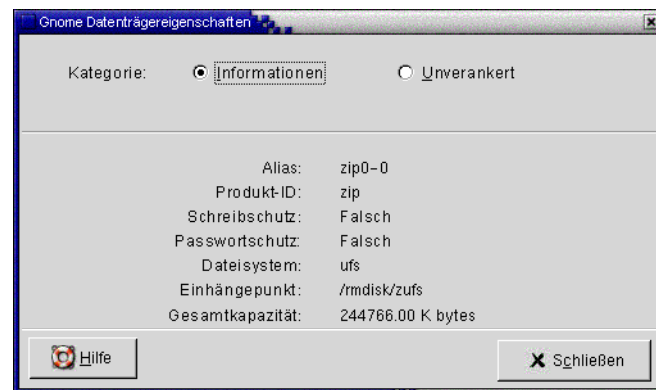 Gnome Datenträgereigenschaften
Kategorie: Informationen Unverankert
Alias: zip0-0
Produkt-ID: zip
Schreibschutz: Falsch
Passwortschutz: Falsch
Dateisystem: ufs
Einhängepunkt: /rmdisk/zufs
Gesamtkapazität: 244766.00 K bytes
Hilfe Schließen